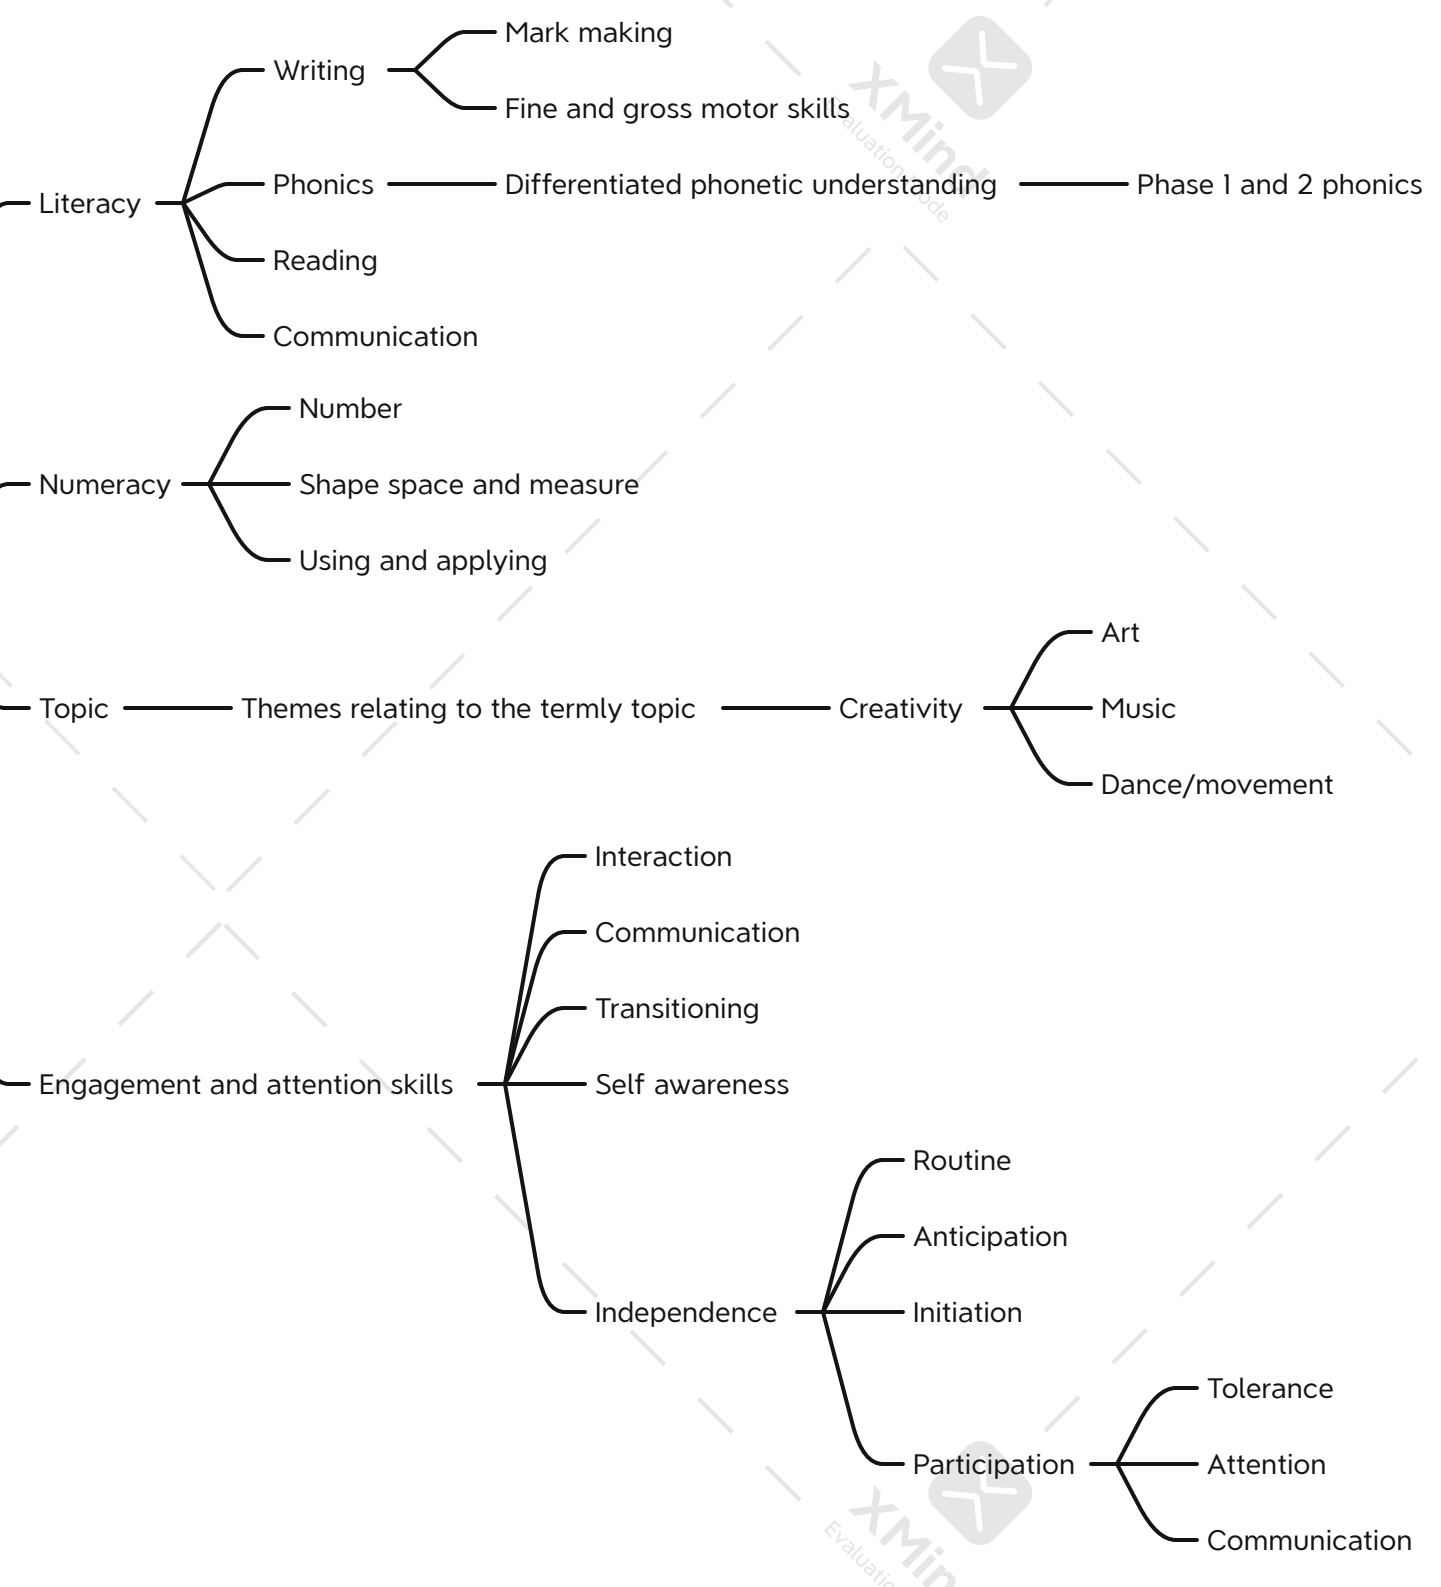 Mark making
Writing
Fine and gross motor skills
XMind
Evaluation Mode
Phonics
Differentiated phonetic understanding
Phase 1 and 2 phonics
Literacy
Reading
Communication
Number
Numeracy
Shape space and measure
Using and applying
Art
Topic
Themes relating to the termly topic
Creativity
Music
Dance/movement
Interaction
Communication
Transitioning
Engagement and attention skills
Self awareness
Routine
Anticipation
Independence
Initiation
Tolerance
Participation
Attention
Communication